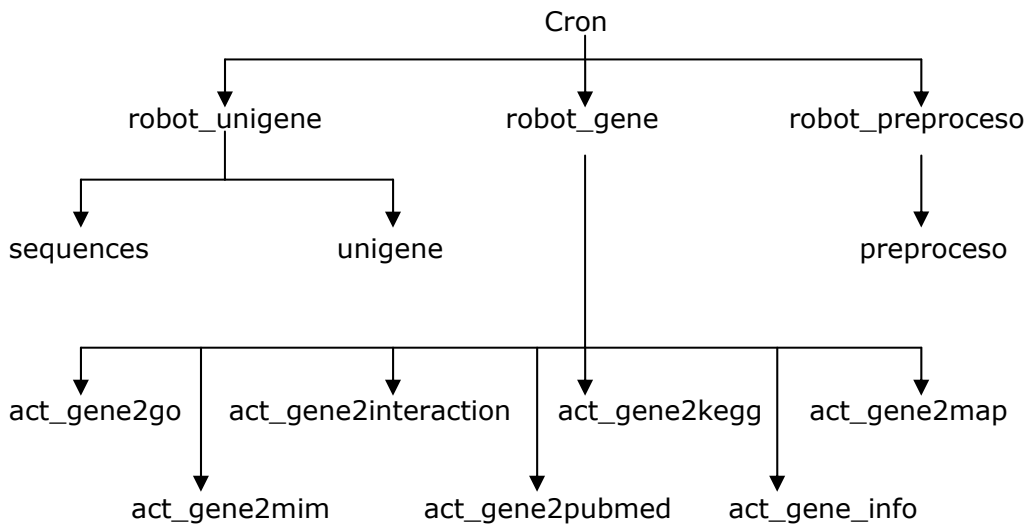 Cron
robot_unigene robot_gene robot_preproceso
sequences unigene preproceso
act_gene2go act_gene2interaction act_gene2kegg act_gene2map
act_gene2mim act_gene2pubmed act_gene_info